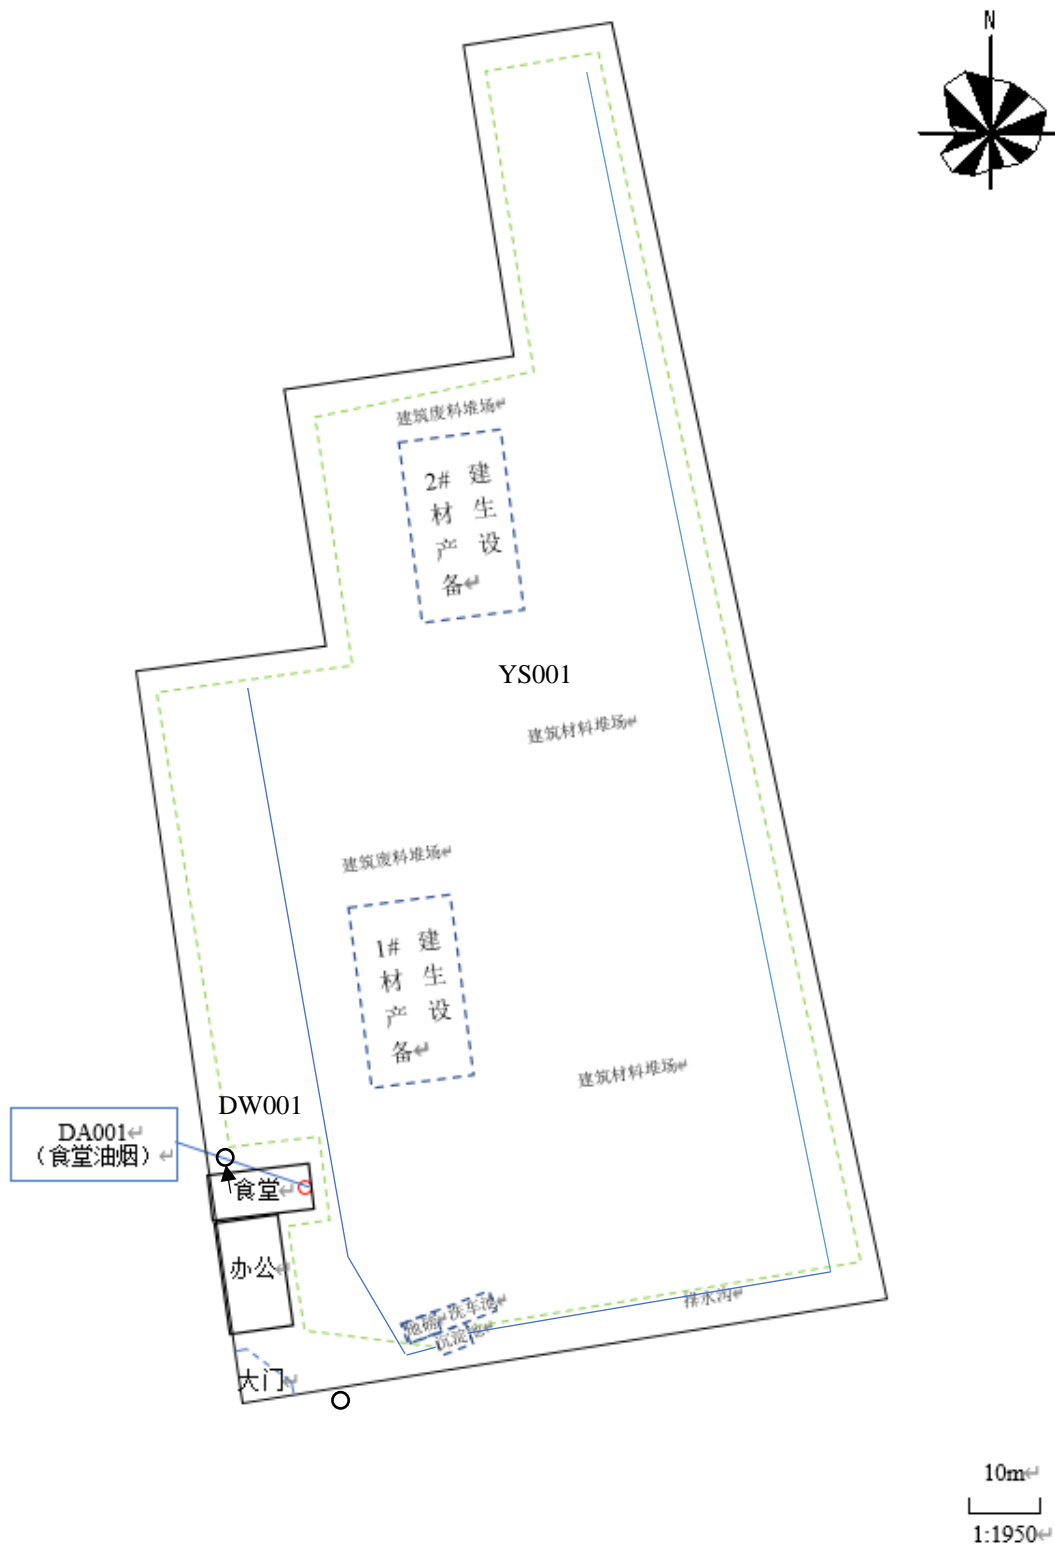 N
建筑废料堆场
2# 建
材 生
产 设
备
YS001
建筑材料堆场
建筑废料堆场
1# 建
材 生
产 设
备
建筑材料堆场
DW001
DA001
（食堂油烟）
食堂
办公
地磅
洗车池
沉淀池
排水沟
大门
10m
1:1950